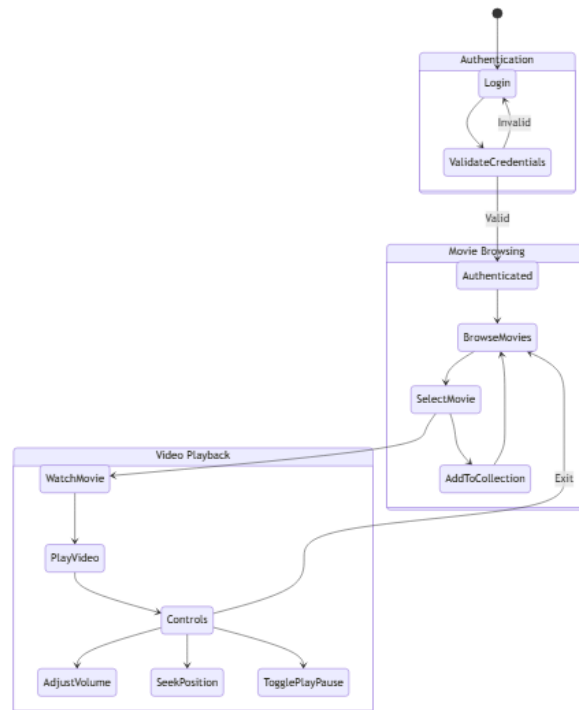 Authentication
Login
Invalid
ValidateCredentials
Valid
Movie Browsing
Authenticated
BrowseMovies
SelectMovie
AddToCollection
Exit
Video Playback
WatchMovie
PlayVideo
Controls
AdjustVolume
SeekPosition
TogglePlayPause